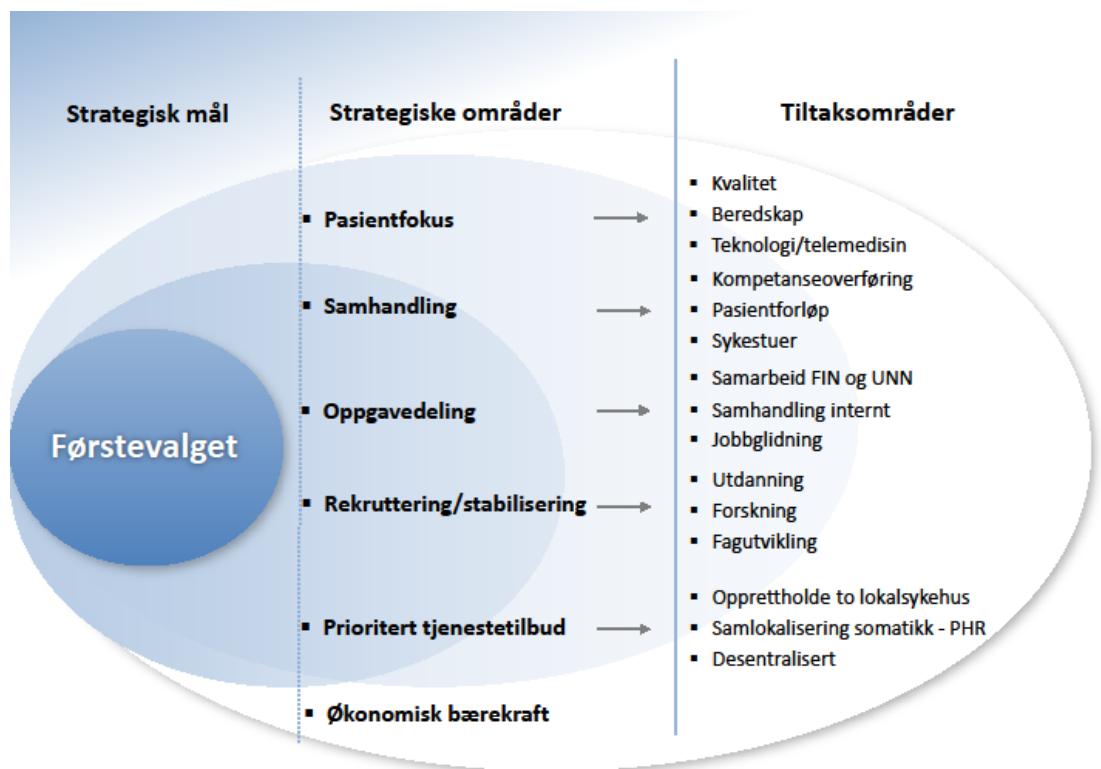 Strategisk mål
Strategiske områder
Tiltaksområder
Førstevalget
▪ Pasientfokus
▪ Samhandling
▪ Oppgavedeling
▪ Rekruttering/stabilisering
▪ Prioritert tjenestetilbud
▪ Økonomisk bærekraft
▪ Kvalitet
▪ Beredskap
▪ Teknologi/telemedisin
▪ Kompetanseoverføring
▪ Pasientforløp
▪ Sykestuer
▪ Samarbeid FIN og UNN
▪ Samhandling internt
▪ Jobbglidning
▪ Utdanning
▪ Forskning
▪ Fagutvikling
▪ Opprettholde to lokalsykehus
▪ Samlokalisering somatikk - PHR
▪ Desentralisert